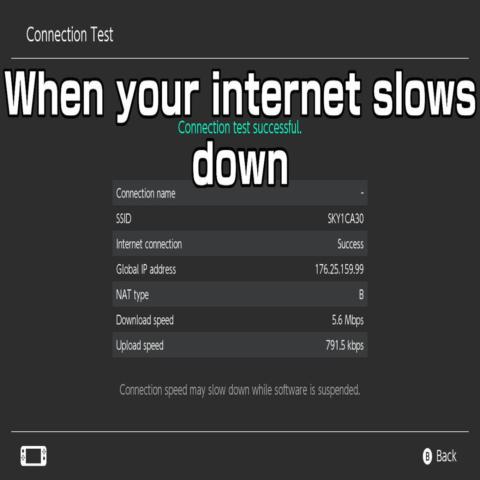 Connection Test
When your internet slows
Connection test successful.
down
Connection name -
SSID SKY1CA30
Internet connection Success
Global IP address 176.25.159.99
NAT type B
Download speed 5.6 Mbps
Upload speed 791.5 kbps
Connection speed may slow down while software is suspended.
B Back